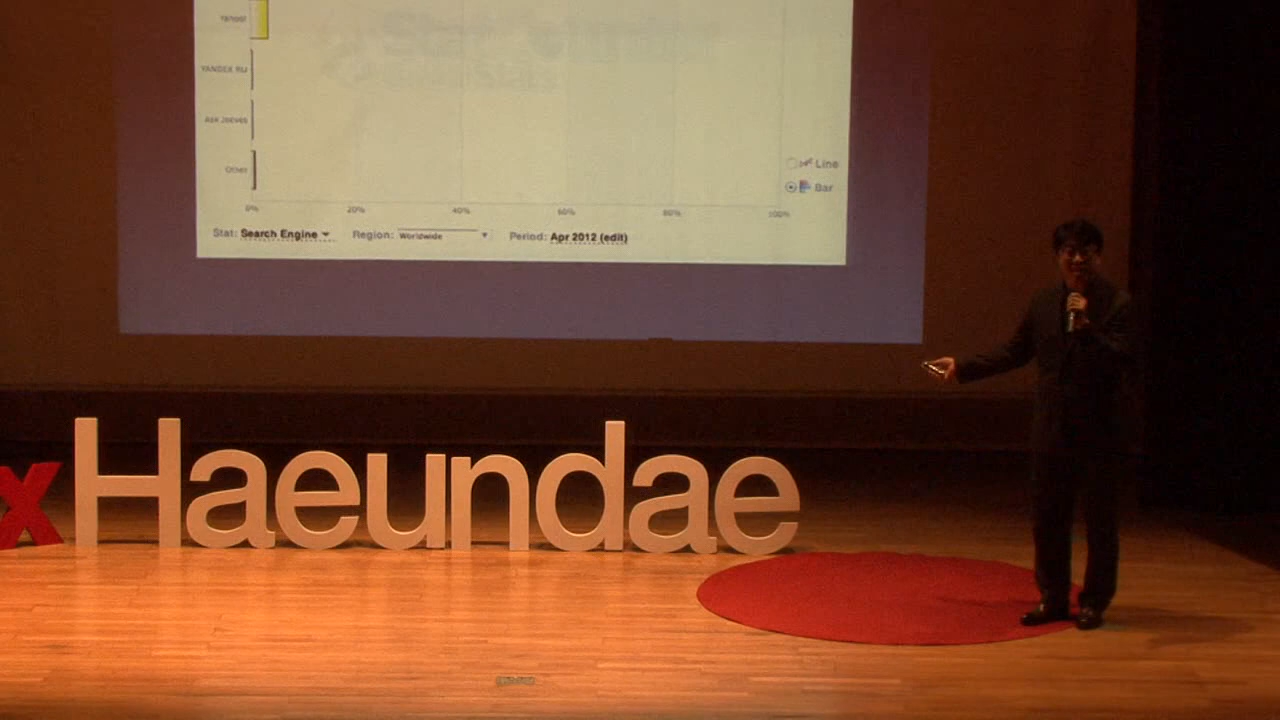 Yahoo!
YANDEX RU
Ask Jeeves
Other
Line
Bar
0% 20% 40% 60% 80% 100%
Stat: Search Engine Region: Worldwide Period: Apr 2012 (edit)
xHaeundae